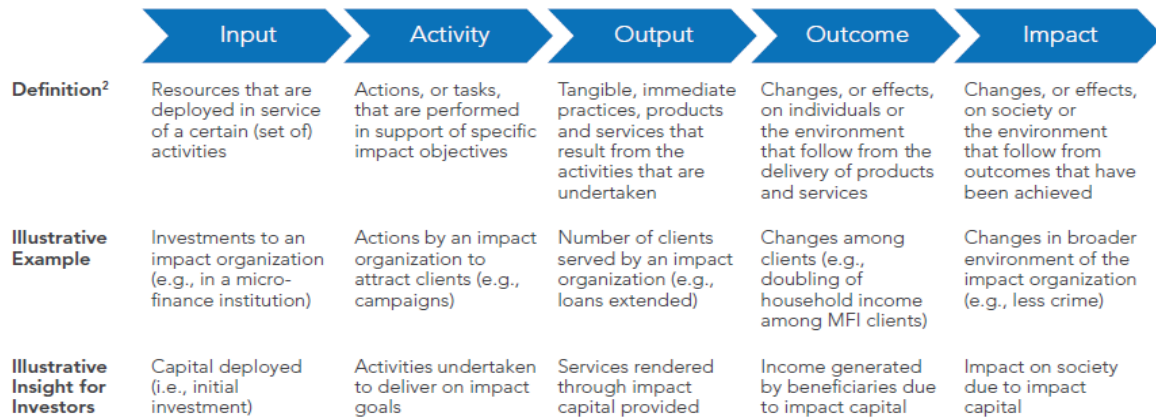 Input
Activity
Output
Outcome
Impact
Definition²
Resources that are
deployed in service
of a certain (set of)
activities
Actions, or tasks,
that are performed
in support of specific
impact objectives
Tangible, immediate
practices, products
and services that
result from the
activities that are
undertaken
Changes, or effects,
on individuals or
the environment
that follow from the
delivery of products
and services
Changes, or effects,
on society or
the environment
that follow from
outcomes that have
been achieved
Illustrative
Example
Investments to an
impact organization
(e.g., in a micro-
finance institution)
Actions by an impact
organization to
attract clients (e.g.,
campaigns)
Number of clients
served by an impact
organization (e.g.,
loans extended)
Changes among
clients (e.g.,
doubling of
household income
among MFI clients)
Changes in broader
environment of the
impact organization
(e.g., less crime)
Illustrative
Insight for
Investors
Capital deployed
(i.e., initial
investment)
Activities undertaken
to deliver on impact
goals
Services rendered
through impact
capital provided
Income generated
by beneficiaries due
to impact capital
Impact on society
due to impact
capital